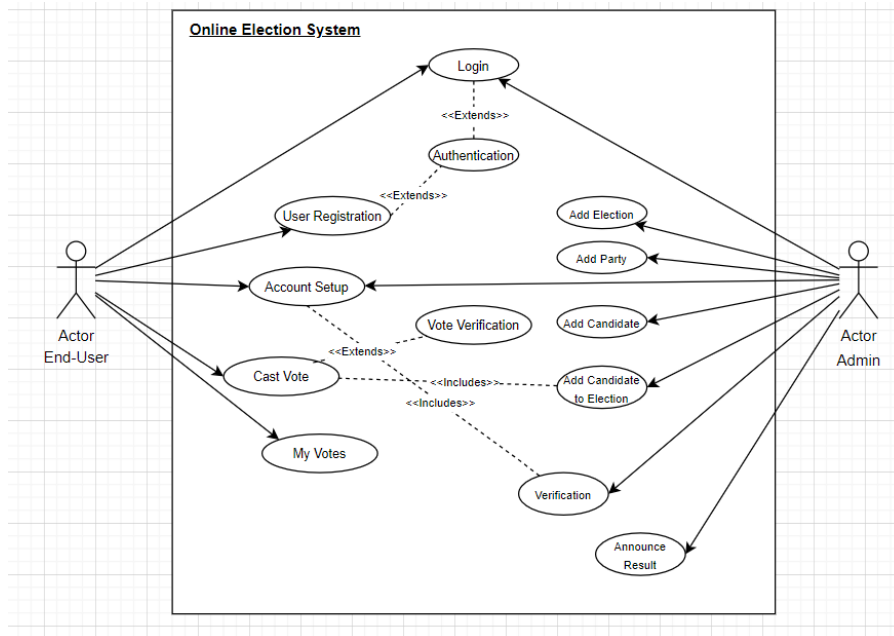 Online Election System
Login
<<Extends>>
Authentication
<<Extends>>
User Registration
Add Election
Add Party
Account Setup
Actor
End-User
Actor
Admin
Vote Verification
Add Candidate
<<Extends>>
Cast Vote
<<Includes>>
Add Candidate
to Election
<<Includes>>
My Votes
Verification
Announce
Result